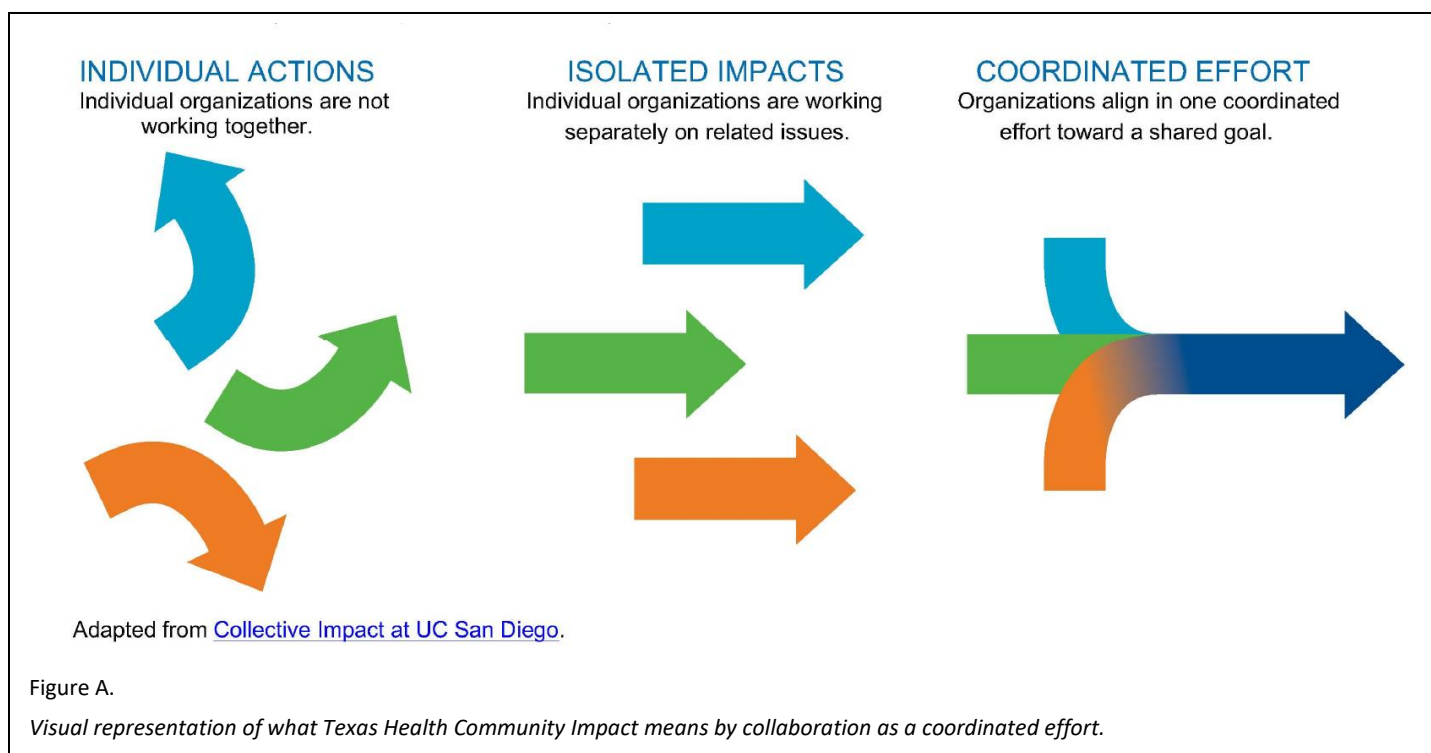 INDIVIDUAL ACTIONS
Individual organizations are not
working together.
ISOLATED IMPACTS
Individual organizations are working
separately on related issues.
COORDINATED EFFORT
Organizations align in one coordinated
effort toward a shared goal.
Adapted from Collective Impact at UC San Diego.
Figure A.
Visual representation of what Texas Health Community Impact means by collaboration as a coordinated effort.